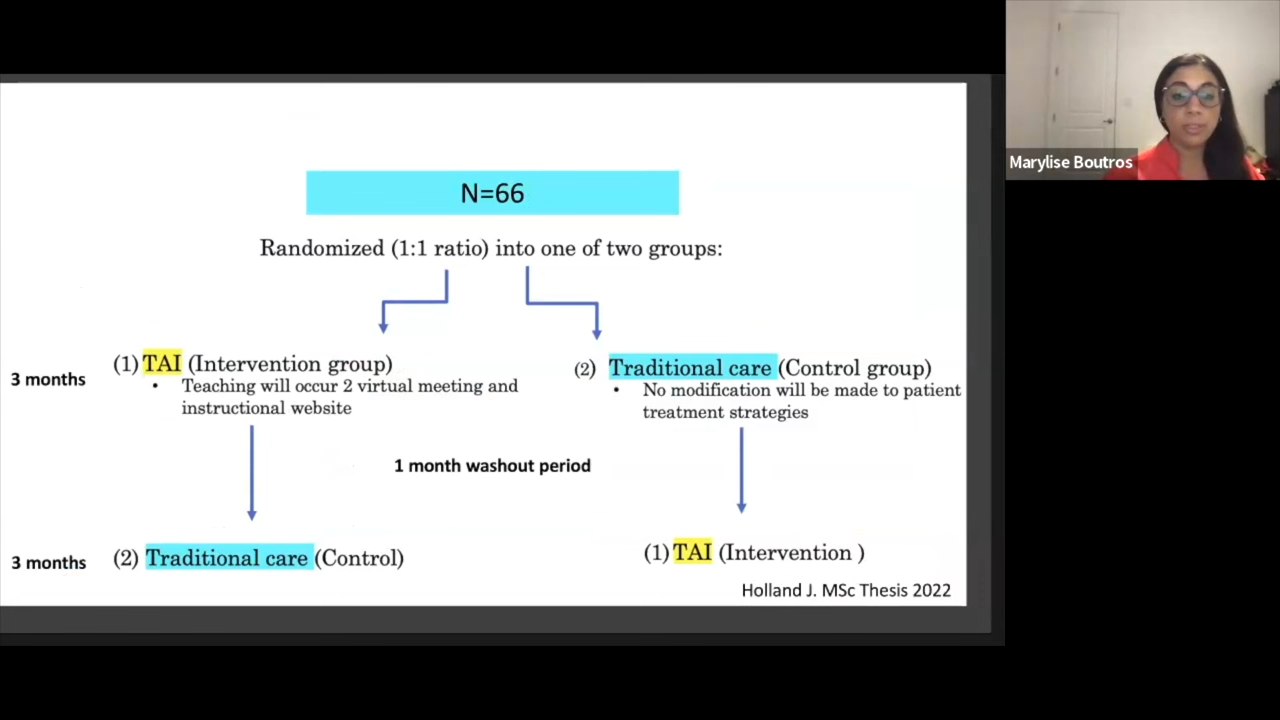 Marylise Boutros
N=66
Randomized (1:1 ratio) into one of two groups:
3 months
(1) TAI (Intervention group)
• Teaching will occur 2 virtual meeting and
instructional website
(2) Traditional care (Control group)
• No modification will be made to patient
treatment strategies
1 month washout period
3 months
(2) Traditional care (Control)
(1) TAI (Intervention )
Holland J. MSc Thesis 2022